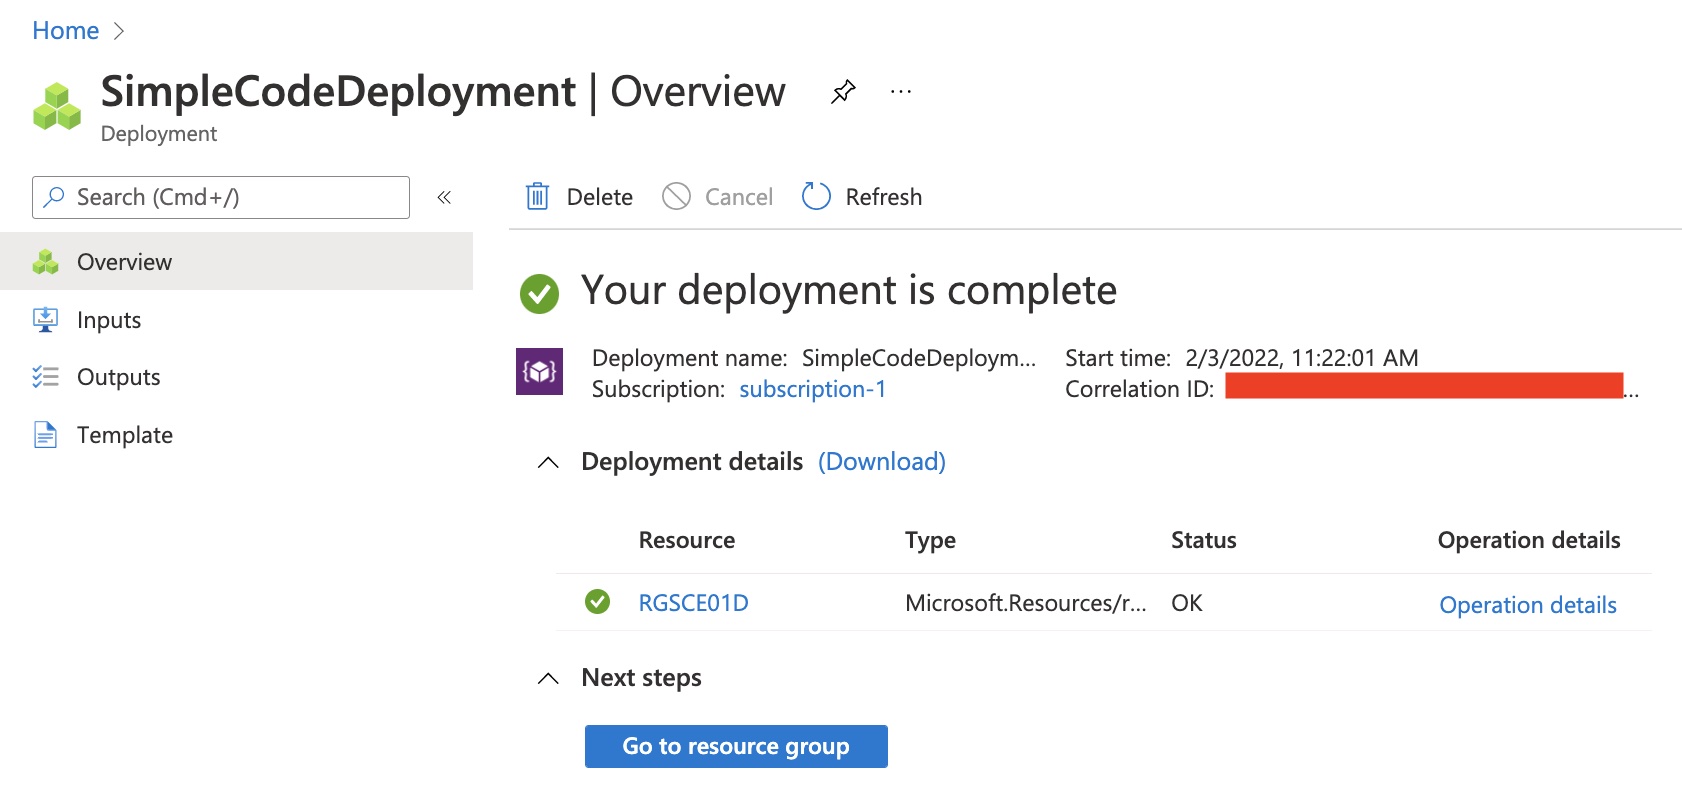 Home
SimpleCodeDeployment | Overview
Deployment
Search (Cmd+/)
Overview
Inputs
Outputs
Template
Delete Cancel Refresh
Your deployment is complete
Deployment name: SimpleCodeDeploym... Start time: 2/3/2022, 11:22:01 AM
Subscription: subscription-1 Correlation ID: ...
Deployment details (Download)
Resource Type Status Operation details
RGSCE01D Microsoft.Resources/r... OK Operation details
Next steps
Go to resource group